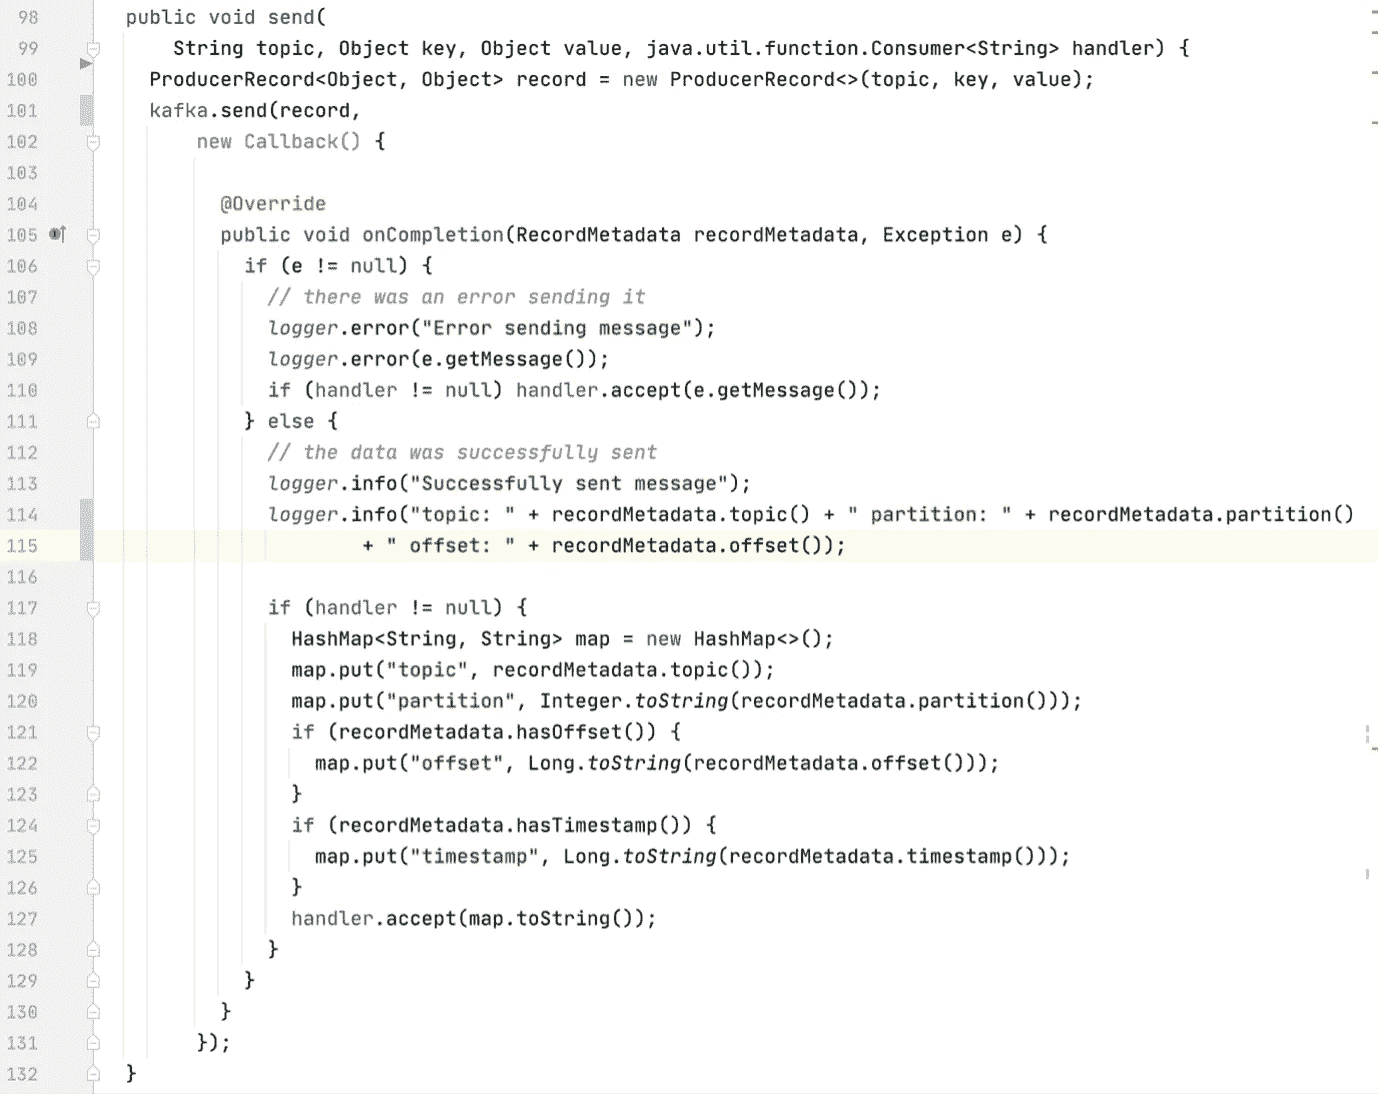 98 public void send(
99 String topic, Object key, Object value, java.util.function.Consumer<String> handler) {
100 ProducerRecord<Object, Object> record = new ProducerRecord<>(topic, key, value);
101 kafka.send(record,
102 new Callback() {
103
104 @Override
105 public void onCompletion(RecordMetadata recordMetadata, Exception e) {
106 if (e != null) {
107 // there was an error sending it
108 logger.error("Error sending message");
109 logger.error(e.getMessage());
110 if (handler != null) handler.accept(e.getMessage());
111 } else {
112 // the data was successfully sent
113 logger.info("Successfully sent message");
114 logger.info("topic: " + recordMetadata.topic() + " partition: " + recordMetadata.partition()
115 + " offset: " + recordMetadata.offset());
116
117 if (handler != null) {
118 HashMap<String, String> map = new HashMap<>();
119 map.put("topic", recordMetadata.topic());
120 map.put("partition", Integer.toString(recordMetadata.partition()));
121 if (recordMetadata.hasOffset()) {
122 map.put("offset", Long.toString(recordMetadata.offset()));
123 }
124 if (recordMetadata.hasTimestamp()) {
125 map.put("timestamp", Long.toString(recordMetadata.timestamp()));
126 }
127 handler.accept(map.toString());
128 }
129 }
130 }
131 });
132 }